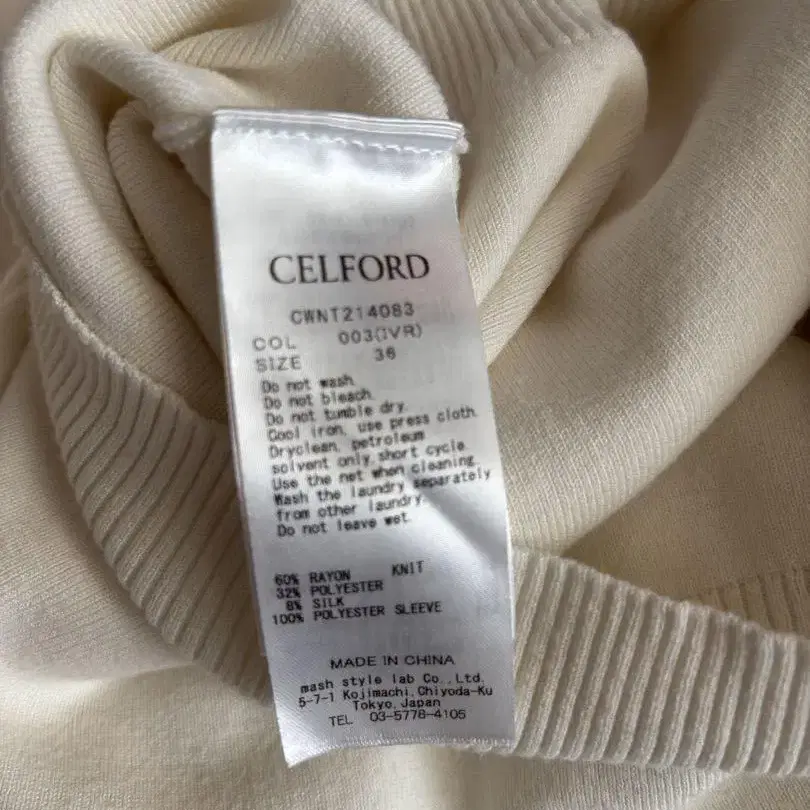 CELFORD
CWNT214083
COL 003(IVR)
SIZE 36
Do not wash.
Do not bleach.
Do not tumble dry.
Cool iron, use press cloth.
Dryclean, petroleum
solvent only,short cycle.
Use the net when cleaning.
Wash the laundry separately
from other laundry.
Do not leave wet.
60% RAYON KNIT
32% POLYESTER
8% SILK
100% POLYESTER SLEEVE
MADE IN CHINA
mash style lab Co.,Ltd.
5-7-1 Kojimachi,Chiyoda-Ku
Tokyo,Japan
TEL 03-5778-4105